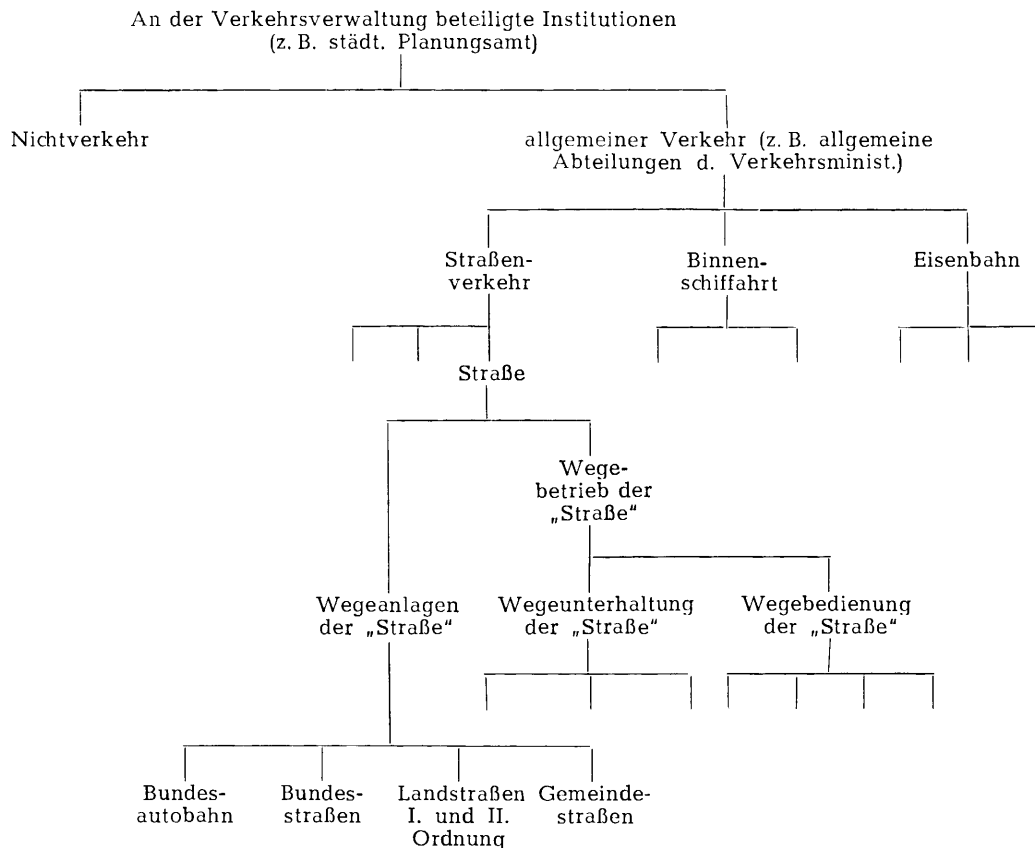 An der Verkehrsverwaltung beteiligte Institutionen
(z. B. städt. Planungsamt)
Nichtverkehr
allgemeiner Verkehr (z. B. allgemeine
Abteilungen d. Verkehrsminist.)
Straßen-
verkehr
Binnen-
schiffahrt
Eisenbahn
Straße
Wege-
betrieb der
„Straße“
Wegeanlagen
der „Straße“
Wegeunterhaltung
der „Straße“
Wegebedienung
der „Straße“
Bundes-
autobahn
Bundes-
straßen
Landstraßen
I. und II.
Ordnung
Gemeinde-
straßen